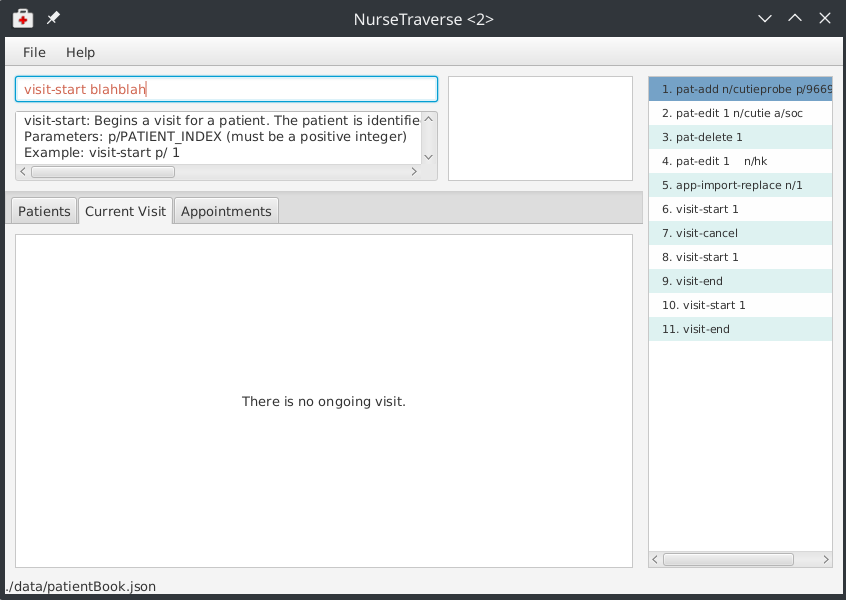 NurseTraverse <2>
File Help
visit-start blahblah
visit-start: Begins a visit for a patient. The patient is identifie
Parameters: p/PATIENT_INDEX (must be a positive integer)
Example: visit-start p/ 1
Patients Current Visit Appointments
There is no ongoing visit.
1. pat-add n/cutieprobe p/9669
2. pat-edit 1 n/cutie a/soc
3. pat-delete 1
4. pat-edit 1    n/hk
5. app-import-replace n/1
6. visit-start 1
7. visit-cancel
8. visit-start 1
9. visit-end
10. visit-start 1
11. visit-end
./data/patientBook.json